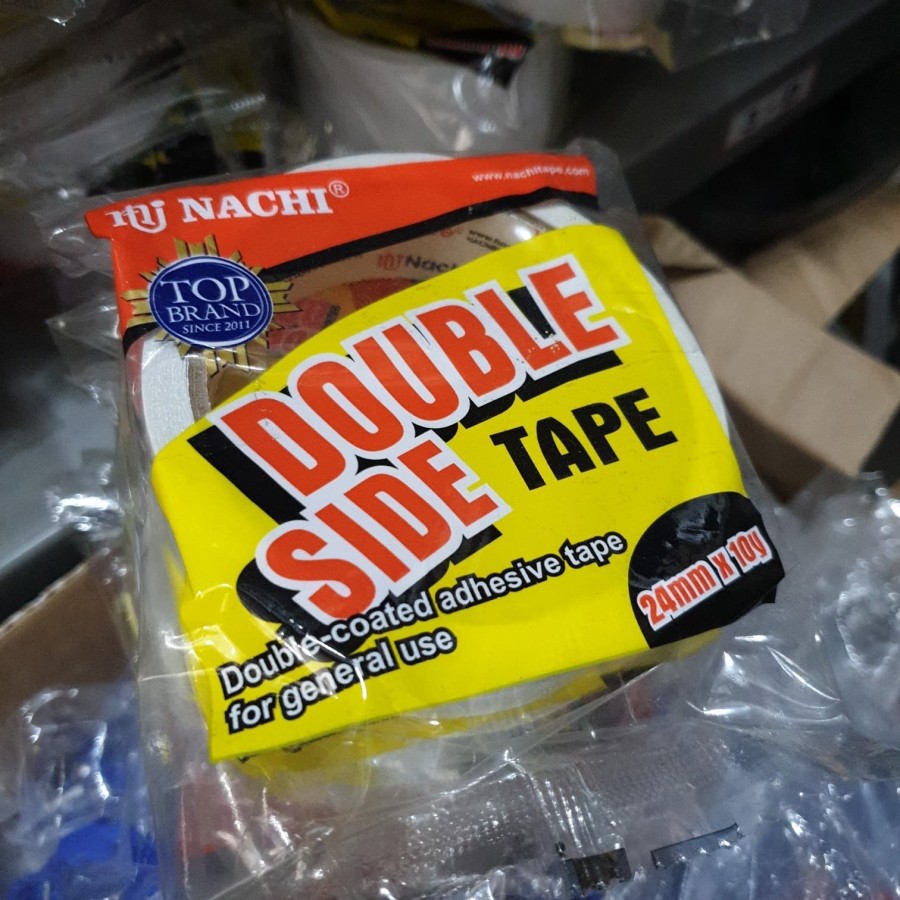 NACHI®
www.nachitape.com
TOP
BRAND
SINCE 2011
Nachi
DOUBLE
SIDE TAPE
Double-coated adhesive tape
for general use
24mm x 10y